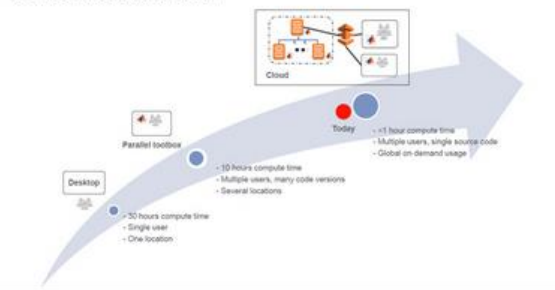 Cloud
Today
- <1 hour compute time
- Multiple users, single source code
- Global on demand usage
Parallel toolbox
- 10 hours compute time
- Multiple users, many code versions
- Several locations
Desktop
- 30 hours compute time
- Single user
- One location